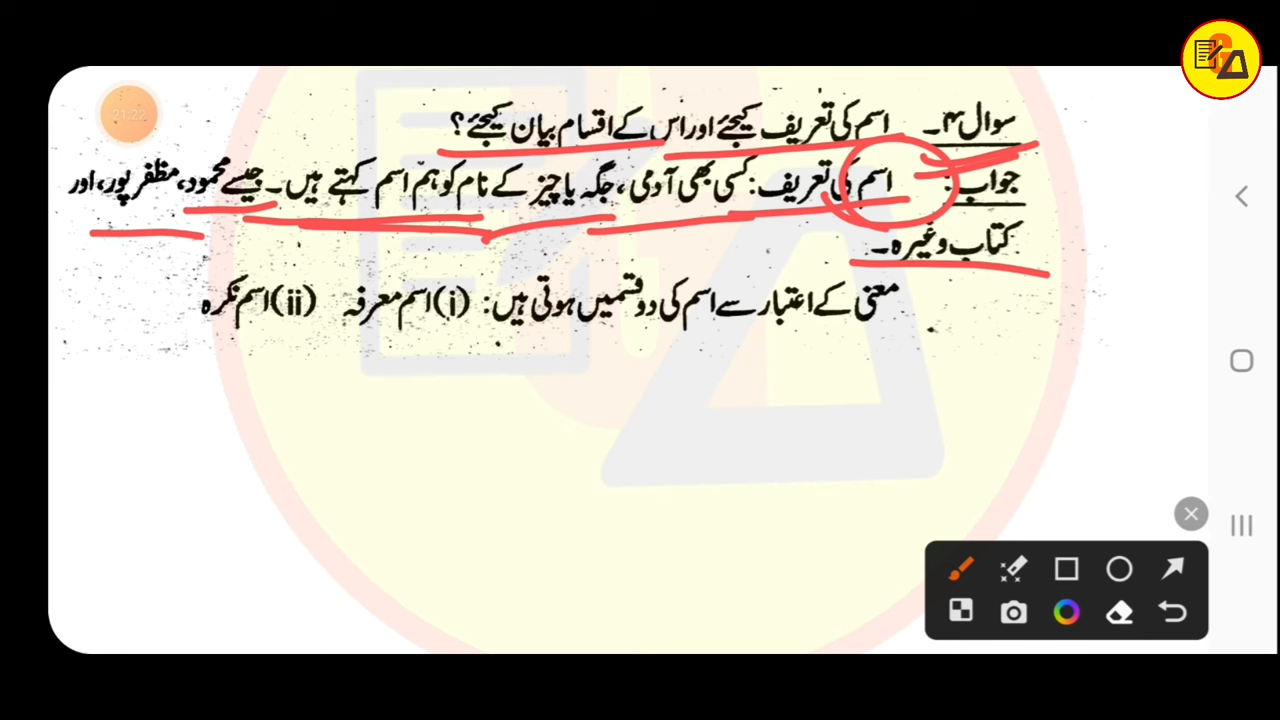 سوال ۴۔ اسم کی تعریف کیجئے اور اس کے اقسام بیان کیجئے؟
جواب: اسم کی تعریف: کسی بھی آدمی، جگہ یا چیز کے نام کو ہم اسم کہتے ہیں۔ جیسے محمود، مظفر پور، اور
کتاب وغیرہ۔
معنی کے اعتبار سے اسم کی دو قسمیں ہوتی ہیں: (i) اسم معرفہ (ii) اسم نکرہ
21:22